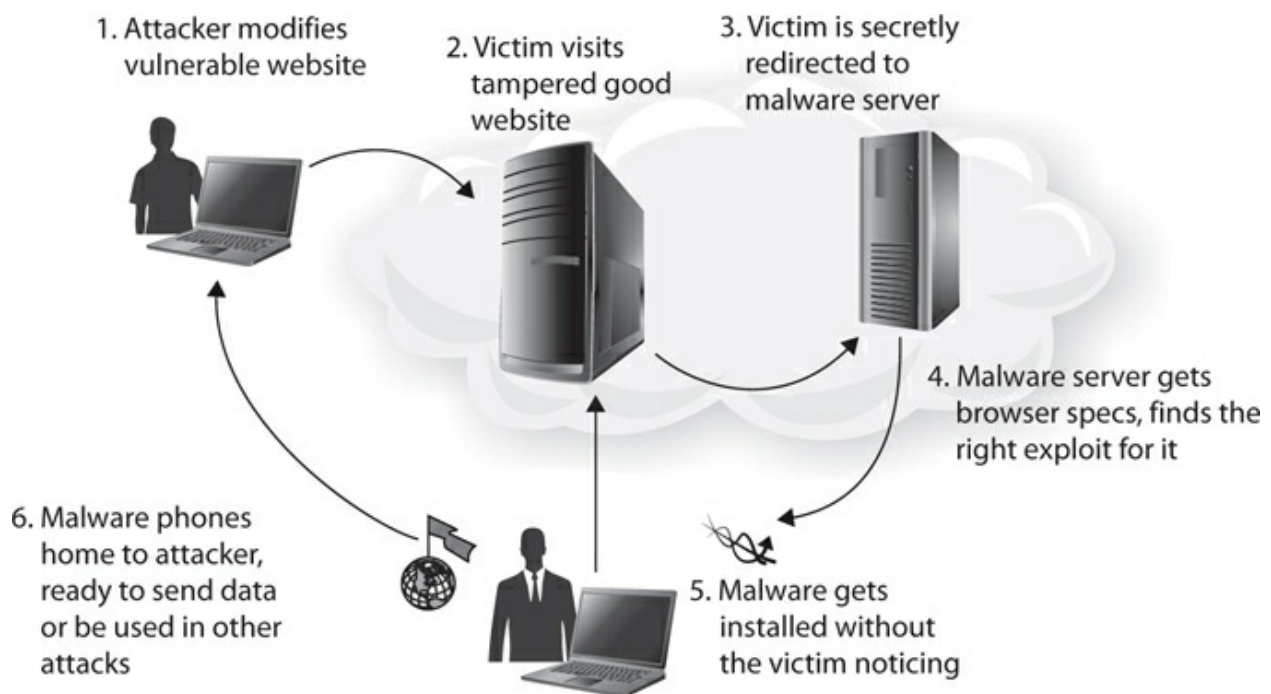 1. Attacker modifies
vulnerable website
2. Victim visits
tampered good
website
3. Victim is secretly
redirected to
malware server
4. Malware server gets
browser specs, finds the
right exploit for it
5. Malware gets
installed without
the victim noticing
6. Malware phones
home to attacker,
ready to send data
or be used in other
attacks